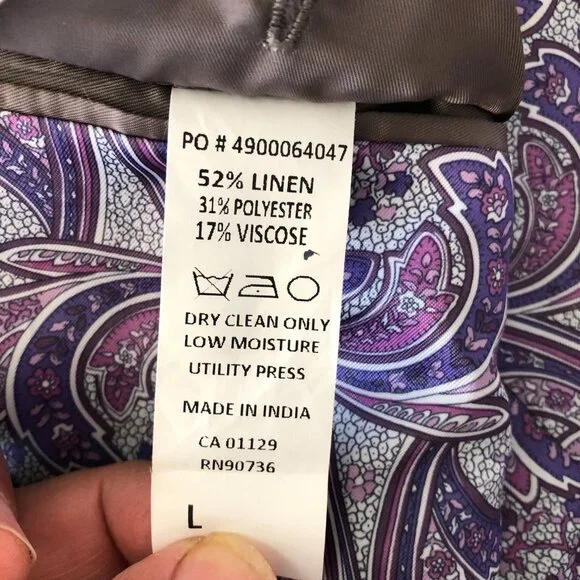 PO # 4900064047
52% LINEN
31% POLYESTER
17% VISCOSE
DRY CLEAN ONLY
LOW MOISTURE
UTILITY PRESS
MADE IN INDIA
CA 01129
RN90736
L